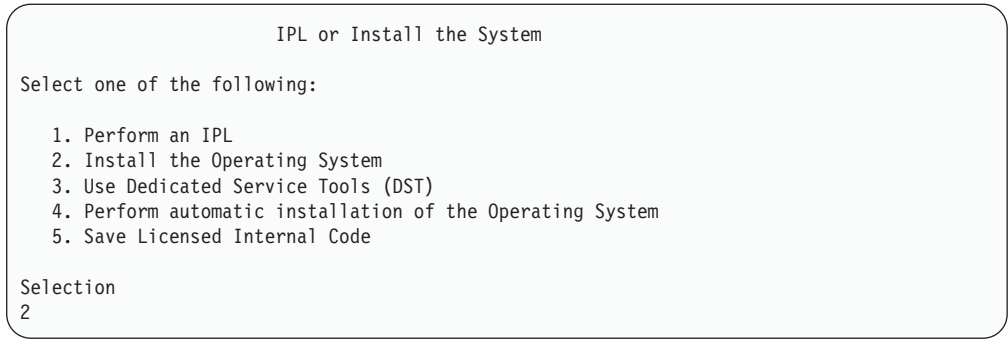 IPL or Install the System
Select one of the following:
1. Perform an IPL
2. Install the Operating System
3. Use Dedicated Service Tools (DST)
4. Perform automatic installation of the Operating System
5. Save Licensed Internal Code
Selection
2